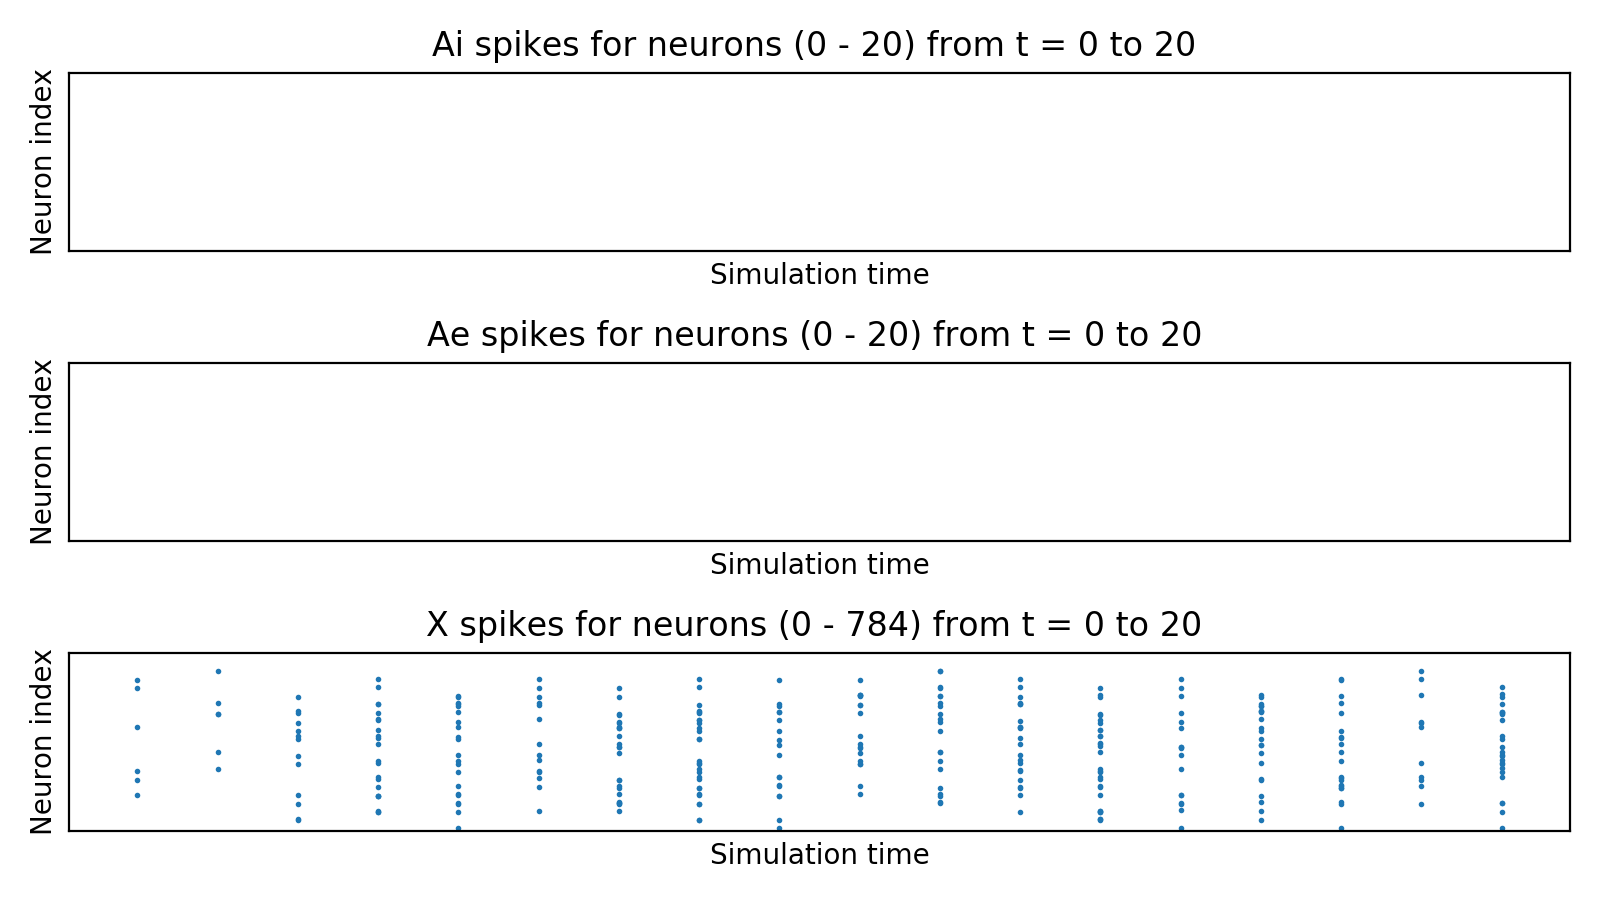 Ai spikes for neurons (0 - 20) from t = 0 to 20
Neuron index
Simulation time
Ae spikes for neurons (0 - 20) from t = 0 to 20
Neuron index
Simulation time
X spikes for neurons (0 - 784) from t = 0 to 20
Neuron index
Simulation time